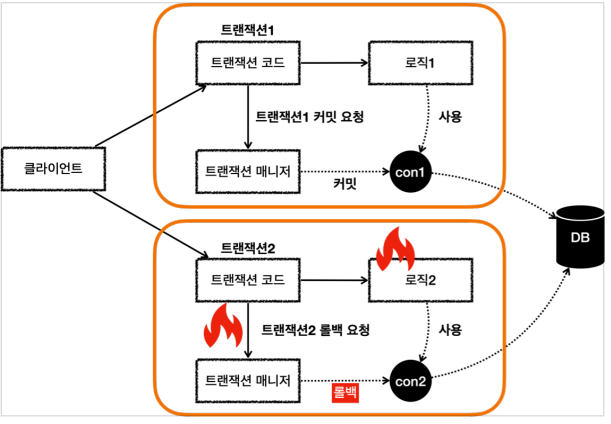 트랜잭션1
트랜잭션 코드
로직1
트랜잭션1 커밋 요청
사용
클라이언트
트랜잭션 매니저
커밋
con1
DB
트랜잭션2
트랜잭션 코드
로직2
트랜잭션2 롤백 요청
사용
트랜잭션 매니저
롤백
con2